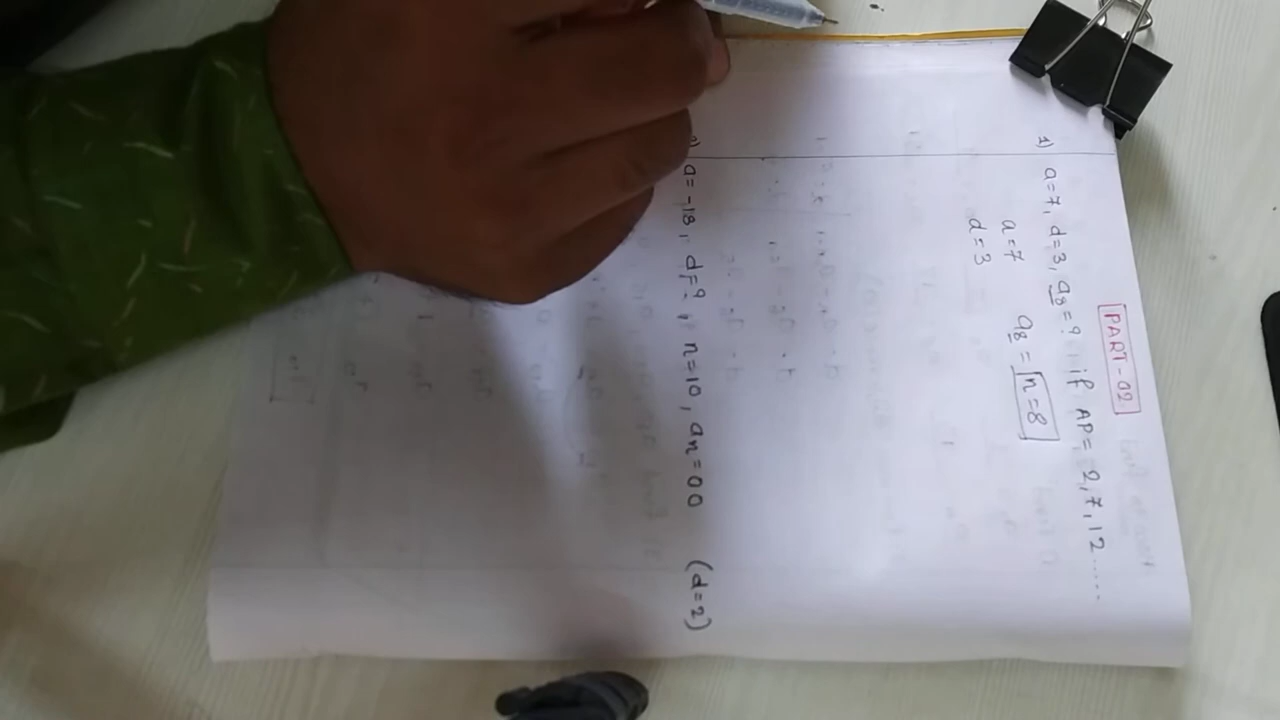 PART-02
1) a=7, d=3, a8=? if AP= 2,7,12.....
a=7 a8 = n=8
d=3
a=-18, d=?, n=10, an=00 (d=2)